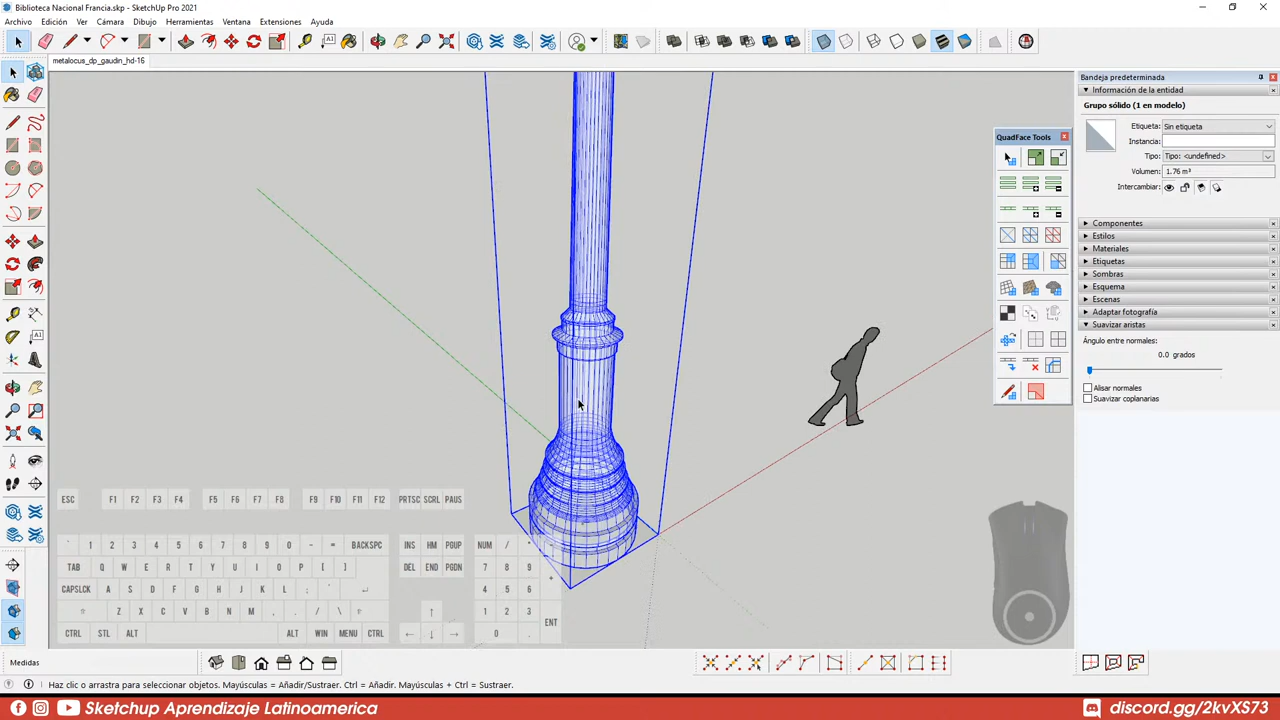 Biblioteca Nacional Francia.skp - SketchUp Pro 2021
Archivo Edición Ver Cámara Dibujo Herramientas Ventana Extensiones Ayuda
metalocus_dp_gaudin_hd-16
Bandeja predeterminada
Información de la entidad
Grupo sólido (1 en modelo)
Etiqueta: Sin etiqueta
Instancia:
Tipo: Tipo: <undefined>
Volumen: 1.76 m³
Intercambiar:
Componentes
Estilos
Materiales
Etiquetas
Sombras
Esquema
Escenas
Adaptar fotografía
Suavizar aristas
Ángulo entre normales:
0.0 grados
Alisar normales
Suavizar coplanarias
QuadFace Tools
ESC F1 F2 F3 F4 F5 F6 F7 F8 F9 F10 F11 F12 PRTSC SCRL PAUS
` 1 2 3 4 5 6 7 8 9 0 - = BACKSPC INS HM PGUP NUM / * -
TAB Q W E R T Y U I O P [ ] DEL END PGDN 7 8 9 +
CAPSLCK A S D F G H J K L ; ' ↵ 4 5 6
⇧ Z X C V B N M , . / ⇧ ↑ 1 2 3 ENT
CTRL STL ALT ALT WIN MENU CTRL ← ↓ → 0 .
Medidas
Haz clic o arrastra para seleccionar objetos. Mayúsculas = Añadir/Sustraer. Ctrl = Añadir. Mayúsculas + Ctrl = Sustraer.
Sketchup Aprendizaje Latinoamerica
discord.gg/2kvXS73